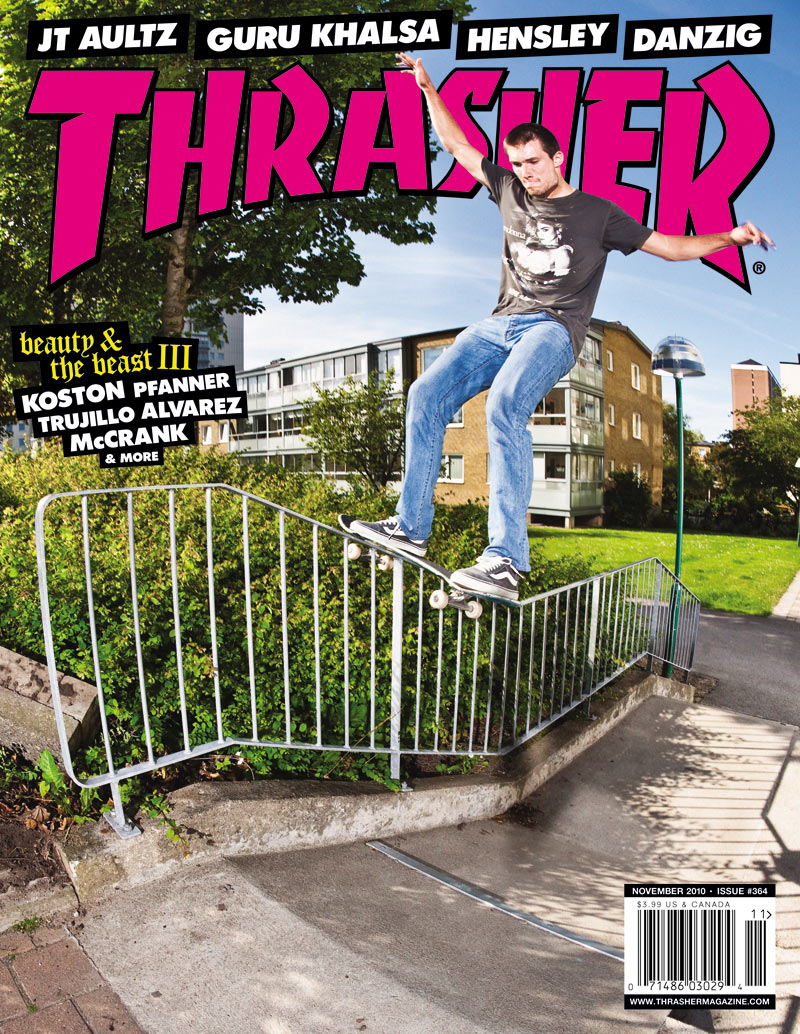 JT AULTZ GURU KHALSA HENSLEY DANZIG
THRASHER
®
beauty &
the beast III
KOSTON PFANNER
TRUJILLO ALVAREZ
McCRANK
& MORE
NOVEMBER 2010 · ISSUE #364
$3.99 US & CANADA
11>
0 71486 03029 4
WWW.THRASHERMAGAZINE.COM